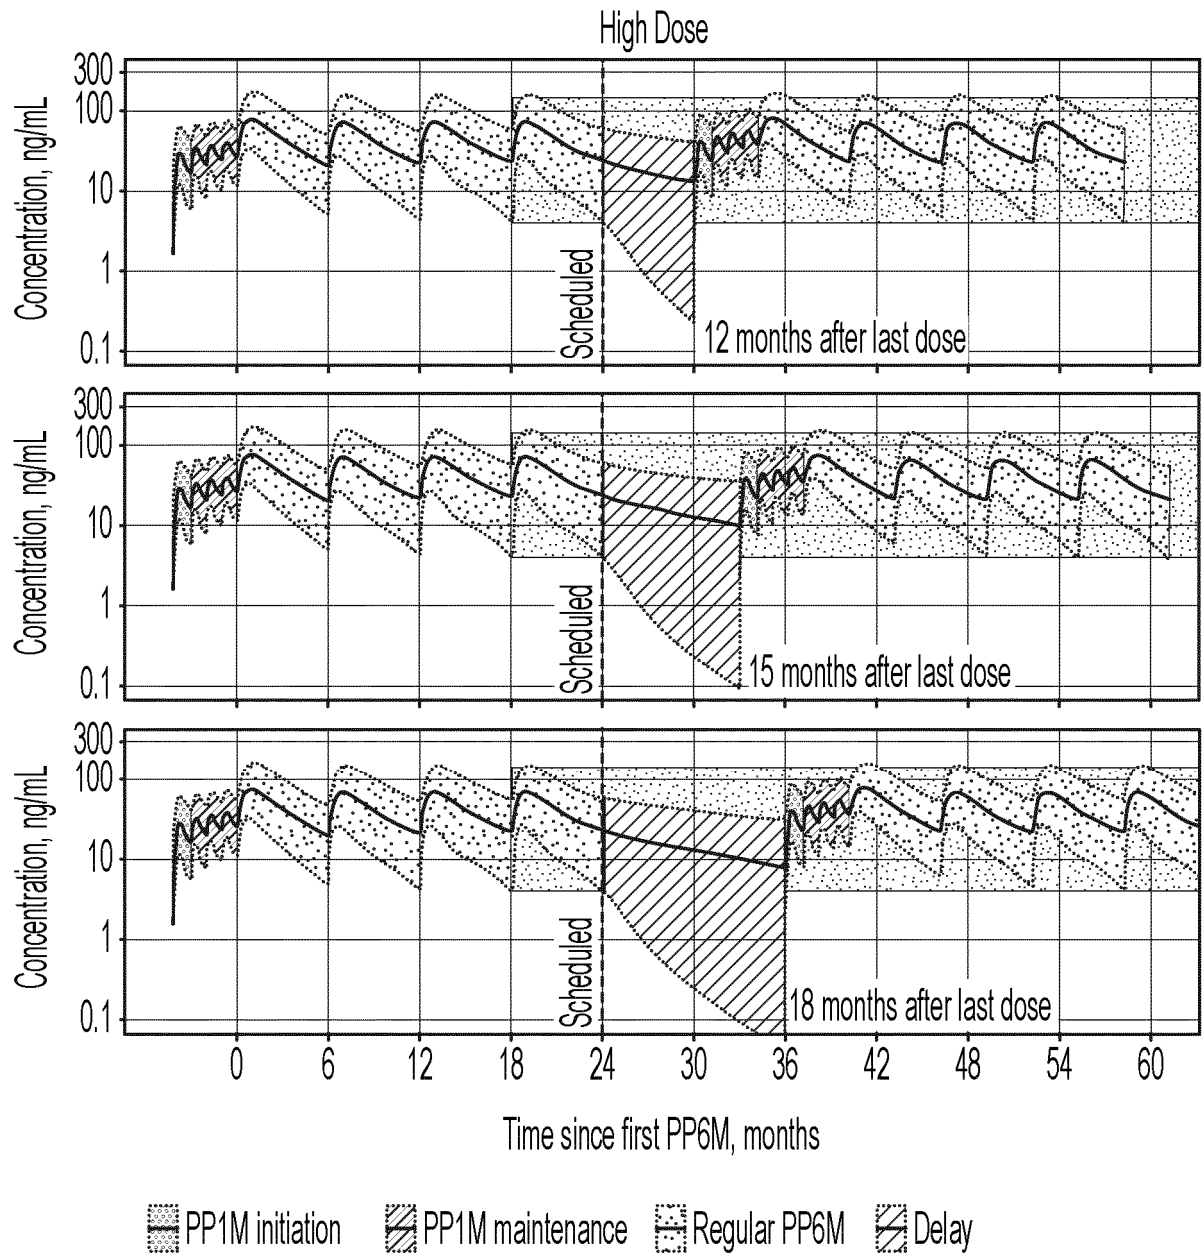 High Dose
Concentration, ng/mL
300
100
10
1
0.1
Scheduled
12 months after last dose
Concentration, ng/mL
300
100
10
1
0.1
Scheduled
15 months after last dose
Concentration, ng/mL
300
100
10
1
0.1
Scheduled
18 months after last dose
0 6 12 18 24 30 36 42 48 54 60
Time since first PP6M, months
PP1M initiation PP1M maintenance Regular PP6M Delay